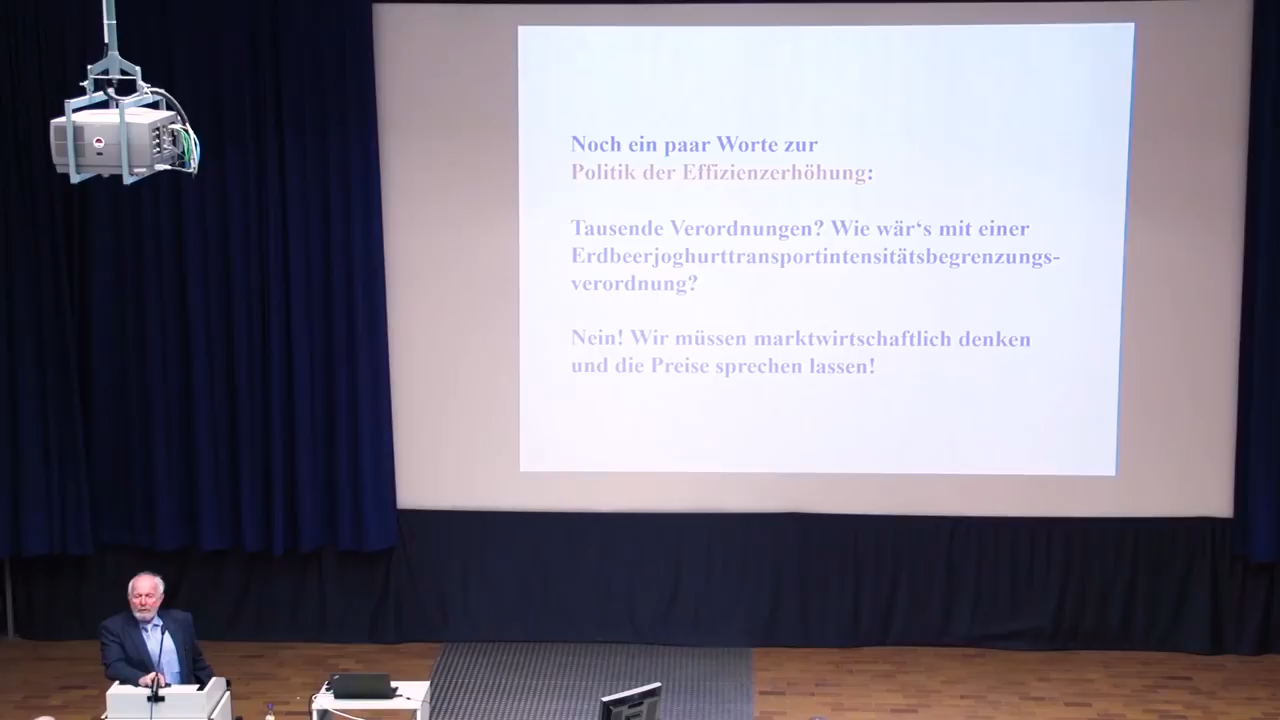 Noch ein paar Worte zur
Politik der Effizienzerhöhung:
Tausende Verordnungen? Wie wär‘s mit einer
Erdbeerjoghurttransportintensitätsbegrenzungs-
verordnung?
Nein! Wir müssen marktwirtschaftlich denken
und die Preise sprechen lassen!